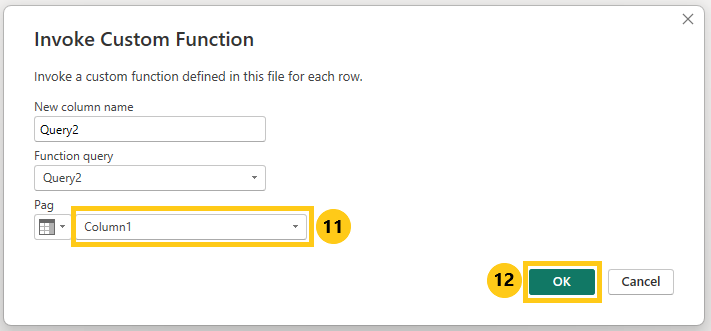 Invoke Custom Function
Invoke a custom function defined in this file for each row.
New column name
Query2
Function query
Query2
Pag
Column1
11
12
OK
Cancel